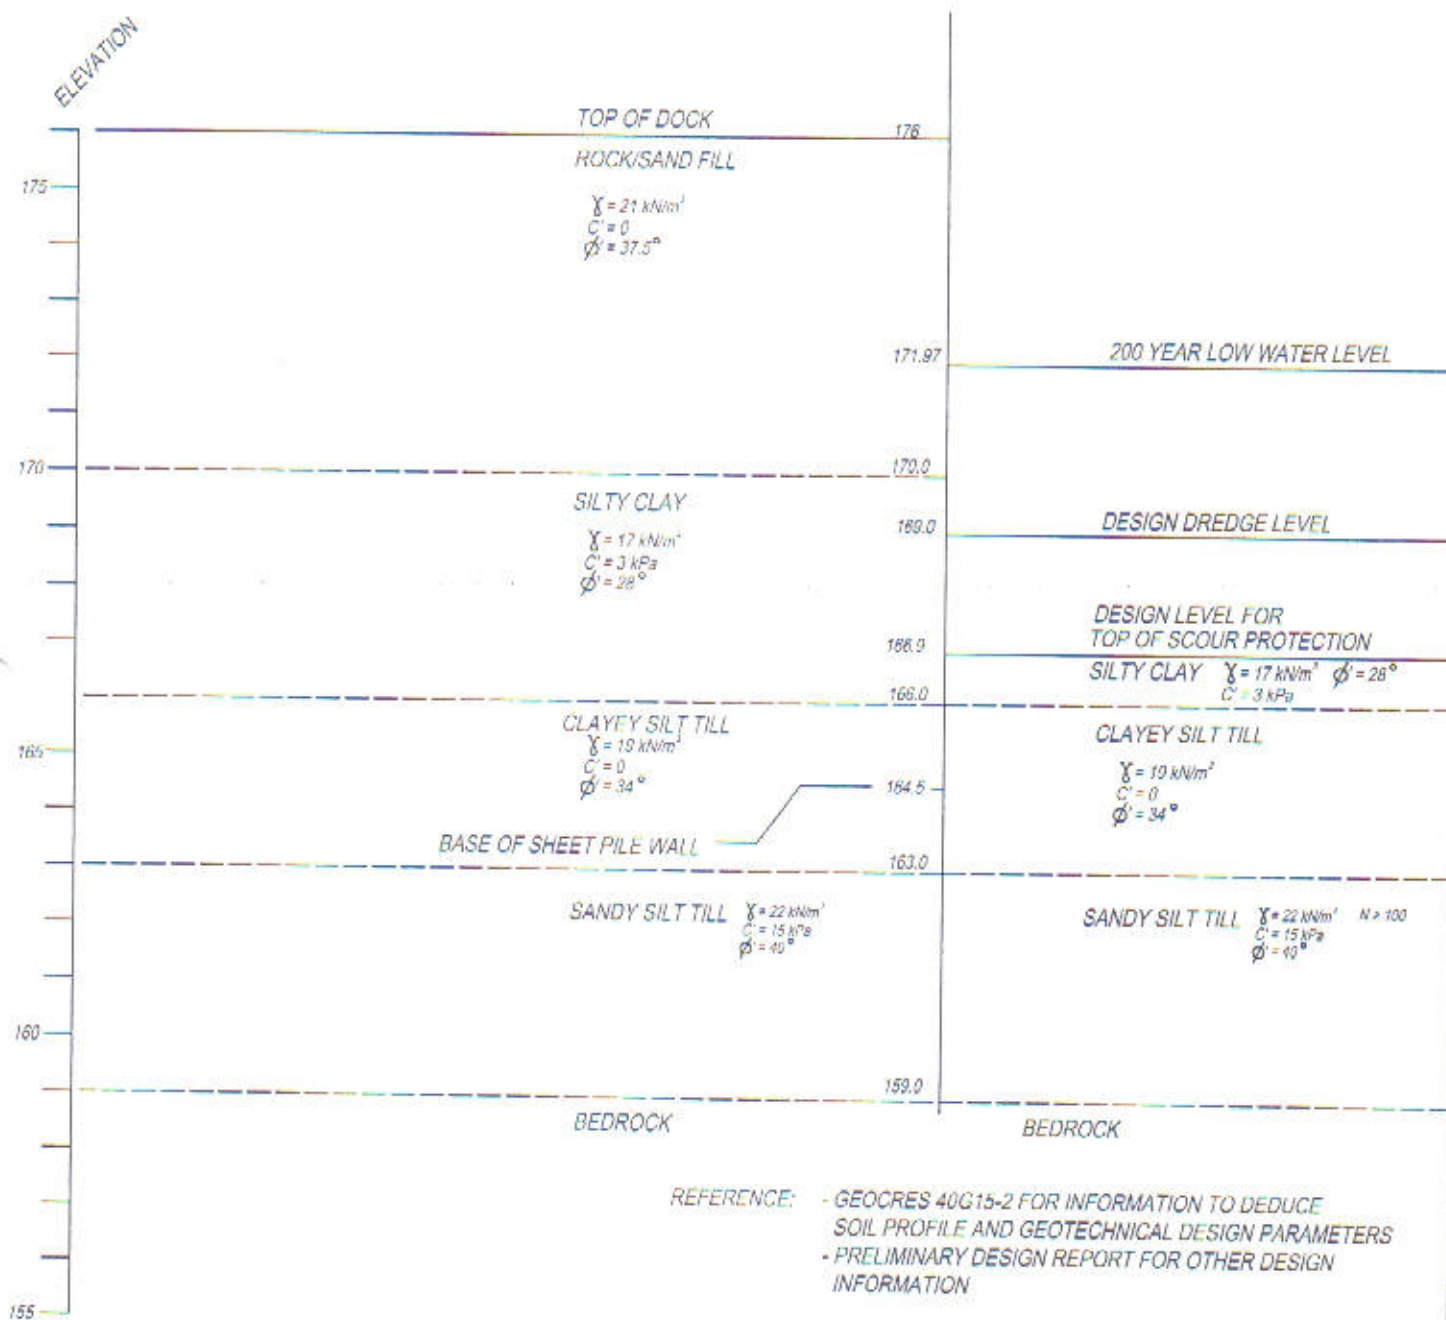 ELEVATION
TOP OF DOCK
176
ROCK/SAND FILL
175
γ = 21 kN/m³
C' = 0
ϕ' = 37.5°
171.97
200 YEAR LOW WATER LEVEL
170
170.0
SILTY CLAY
γ = 17 kN/m³
C' = 3 kPa
ϕ' = 28°
169.0
DESIGN DREDGE LEVEL
DESIGN LEVEL FOR
TOP OF SCOUR PROTECTION
166.9
SILTY CLAY γ = 17 kN/m³ ϕ' = 28°
C' = 3 kPa
166.0
CLAYEY SILT TILL
γ = 19 kN/m³
C' = 0
ϕ' = 34°
CLAYEY SILT TILL
γ = 19 kN/m³
C' = 0
ϕ' = 34°
165
164.5
BASE OF SHEET PILE WALL
163.0
SANDY SILT TILL γ = 22 kN/m³
C' = 15 kPa
ϕ' = 40°
SANDY SILT TILL γ = 22 kN/m³ N > 100
C' = 15 kPa
ϕ' = 40°
160
159.0
BEDROCK
BEDROCK
REFERENCE: - GEOCRES 40G15-2 FOR INFORMATION TO DEDUCE
SOIL PROFILE AND GEOTECHNICAL DESIGN PARAMETERS
- PRELIMINARY DESIGN REPORT FOR OTHER DESIGN
INFORMATION
155